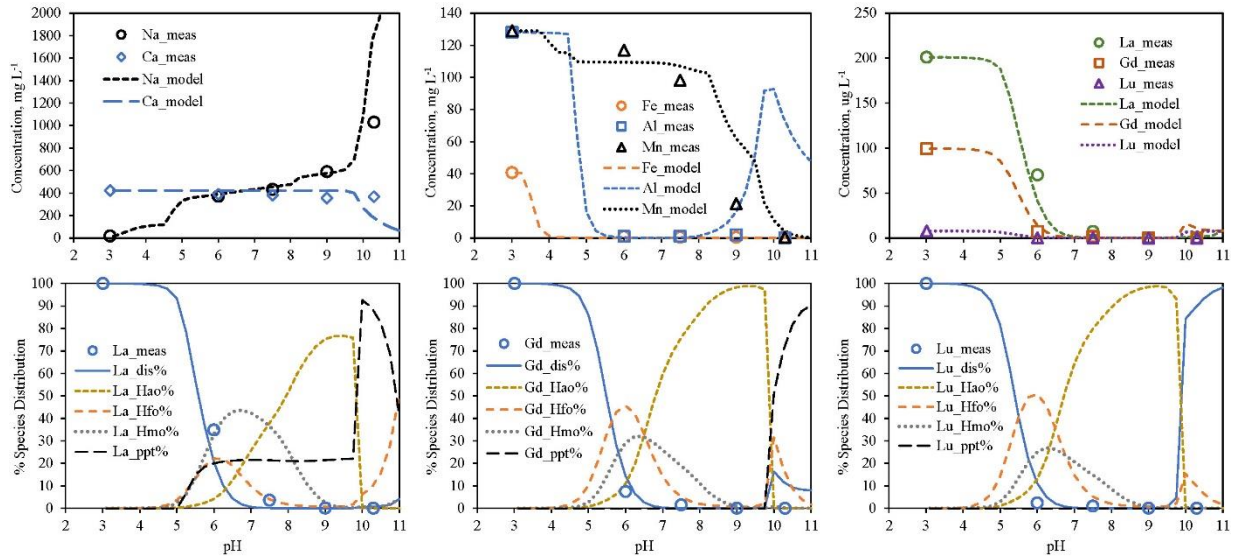 Concentration, mg L-1
2000
1800
1600
1400
1200
1000
800
600
400
200
0
2 3 4 5 6 7 8 9 10 11
Na_meas
Ca_meas
Na_model
Ca_model
Concentration, mg L-1
140
120
100
80
60
40
20
0
2 3 4 5 6 7 8 9 10 11
Fe_meas
Al_meas
Mn_meas
Fe_model
Al_model
Mn_model
Concentration, ug L-1
250
200
150
100
50
0
2 3 4 5 6 7 8 9 10 11
La_meas
Gd_meas
Lu_meas
La_model
Gd_model
Lu_model
% Species Distribution
100
90
80
70
60
50
40
30
20
10
0
2 3 4 5 6 7 8 9 10 11
pH
La_meas
La_dis%
La_Hao%
La_Hfo%
La_Hmo%
La_ppt%
% Species Distribution
100
90
80
70
60
50
40
30
20
10
0
2 3 4 5 6 7 8 9 10 11
pH
Gd_meas
Gd_dis%
Gd_Hao%
Gd_Hfo%
Gd_Hmo%
Gd_ppt%
% Species Distribution
100
90
80
70
60
50
40
30
20
10
0
2 3 4 5 6 7 8 9 10 11
pH
Lu_meas
Lu_dis%
Lu_Hao%
Lu_Hfo%
Lu_Hmo%
Lu_ppt%